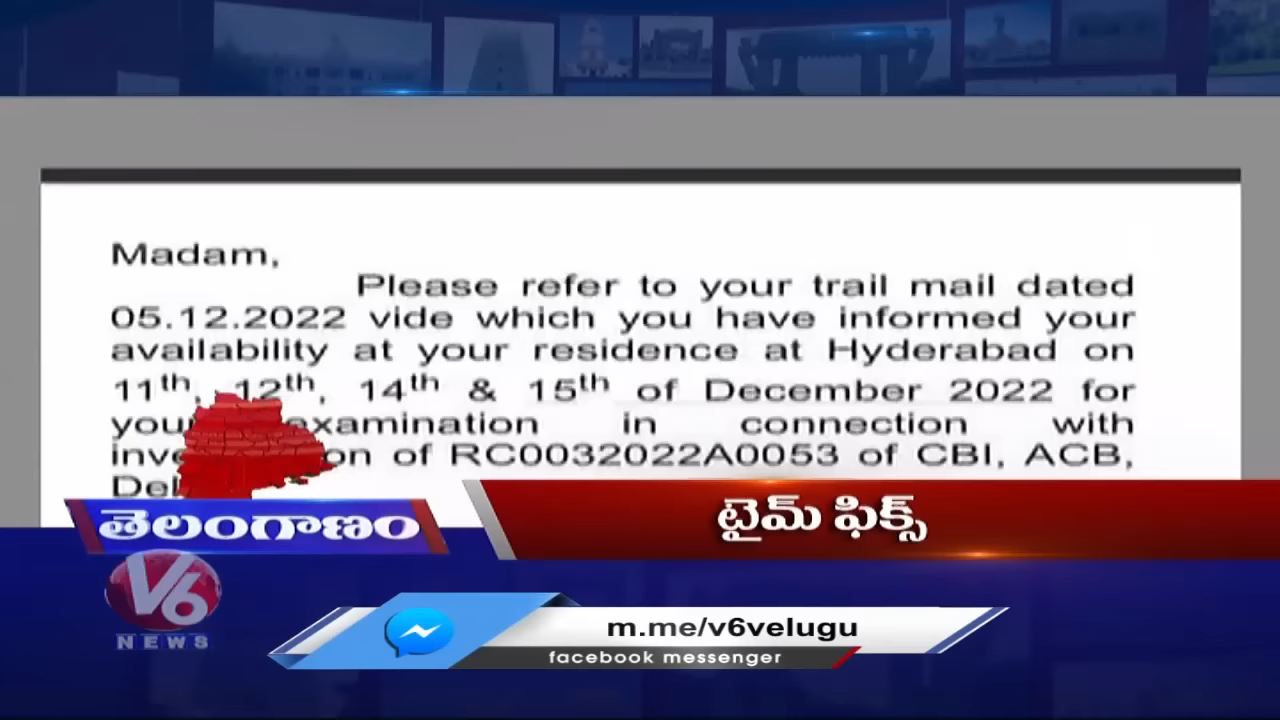 Madam,
Please refer to your trail mail dated
05.12.2022 vide which you have informed your
availability at your residence at Hyderabad on
11th, 12th, 14th & 15th of December 2022 for
examination in connection with
of RC0032022A0053 of CBI, ACB,
తెలంగాణం
టైమ్ ఫిక్స్
V6
NEWS
m.me/v6velugu
facebook messenger